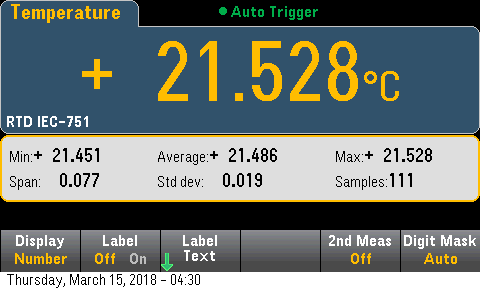 Temperature
● Auto Trigger
+ 21.528°C
RTD IEC-751
Min:+ 21.451 Average:+ 21.486 Max:+ 21.528
Span: 0.077 Std dev: 0.019 Samples:111
Display Label Label 2nd Meas Digit Mask
Number Off On Text Off Auto
Thursday, March 15, 2018 - 04:30